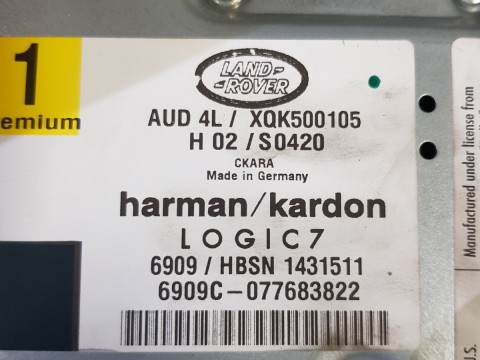 1
emium
LAND-
-ROVER
AUD 4L / XQK500105
H 02 / S0420
CKARA
Made in Germany
harman/kardon
LOGIC7
6909 / HBSN 1431511
6909C-077683822
Manufactured under license from
U.S.